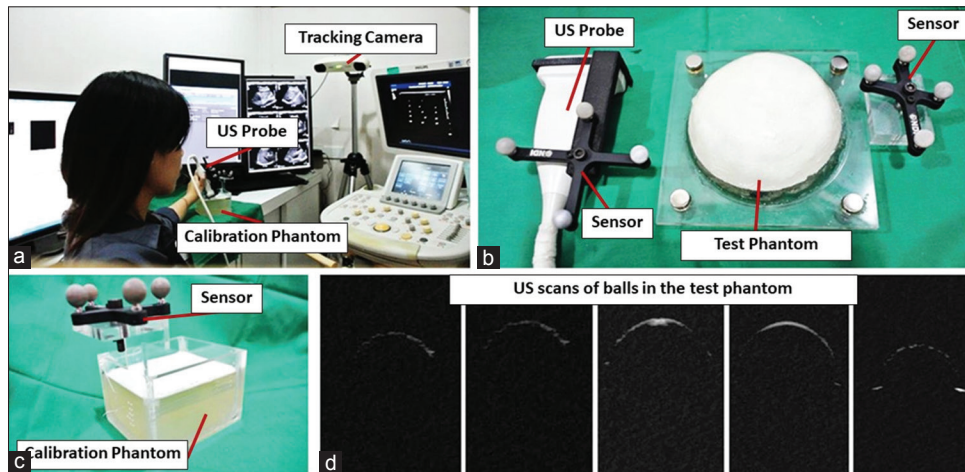 Tracking Camera
US Probe
Calibration Phantom
a
US Probe
Sensor
NDI
Sensor
Test Phantom
b
Sensor
Calibration Phantom
c
US scans of balls in the test phantom
d